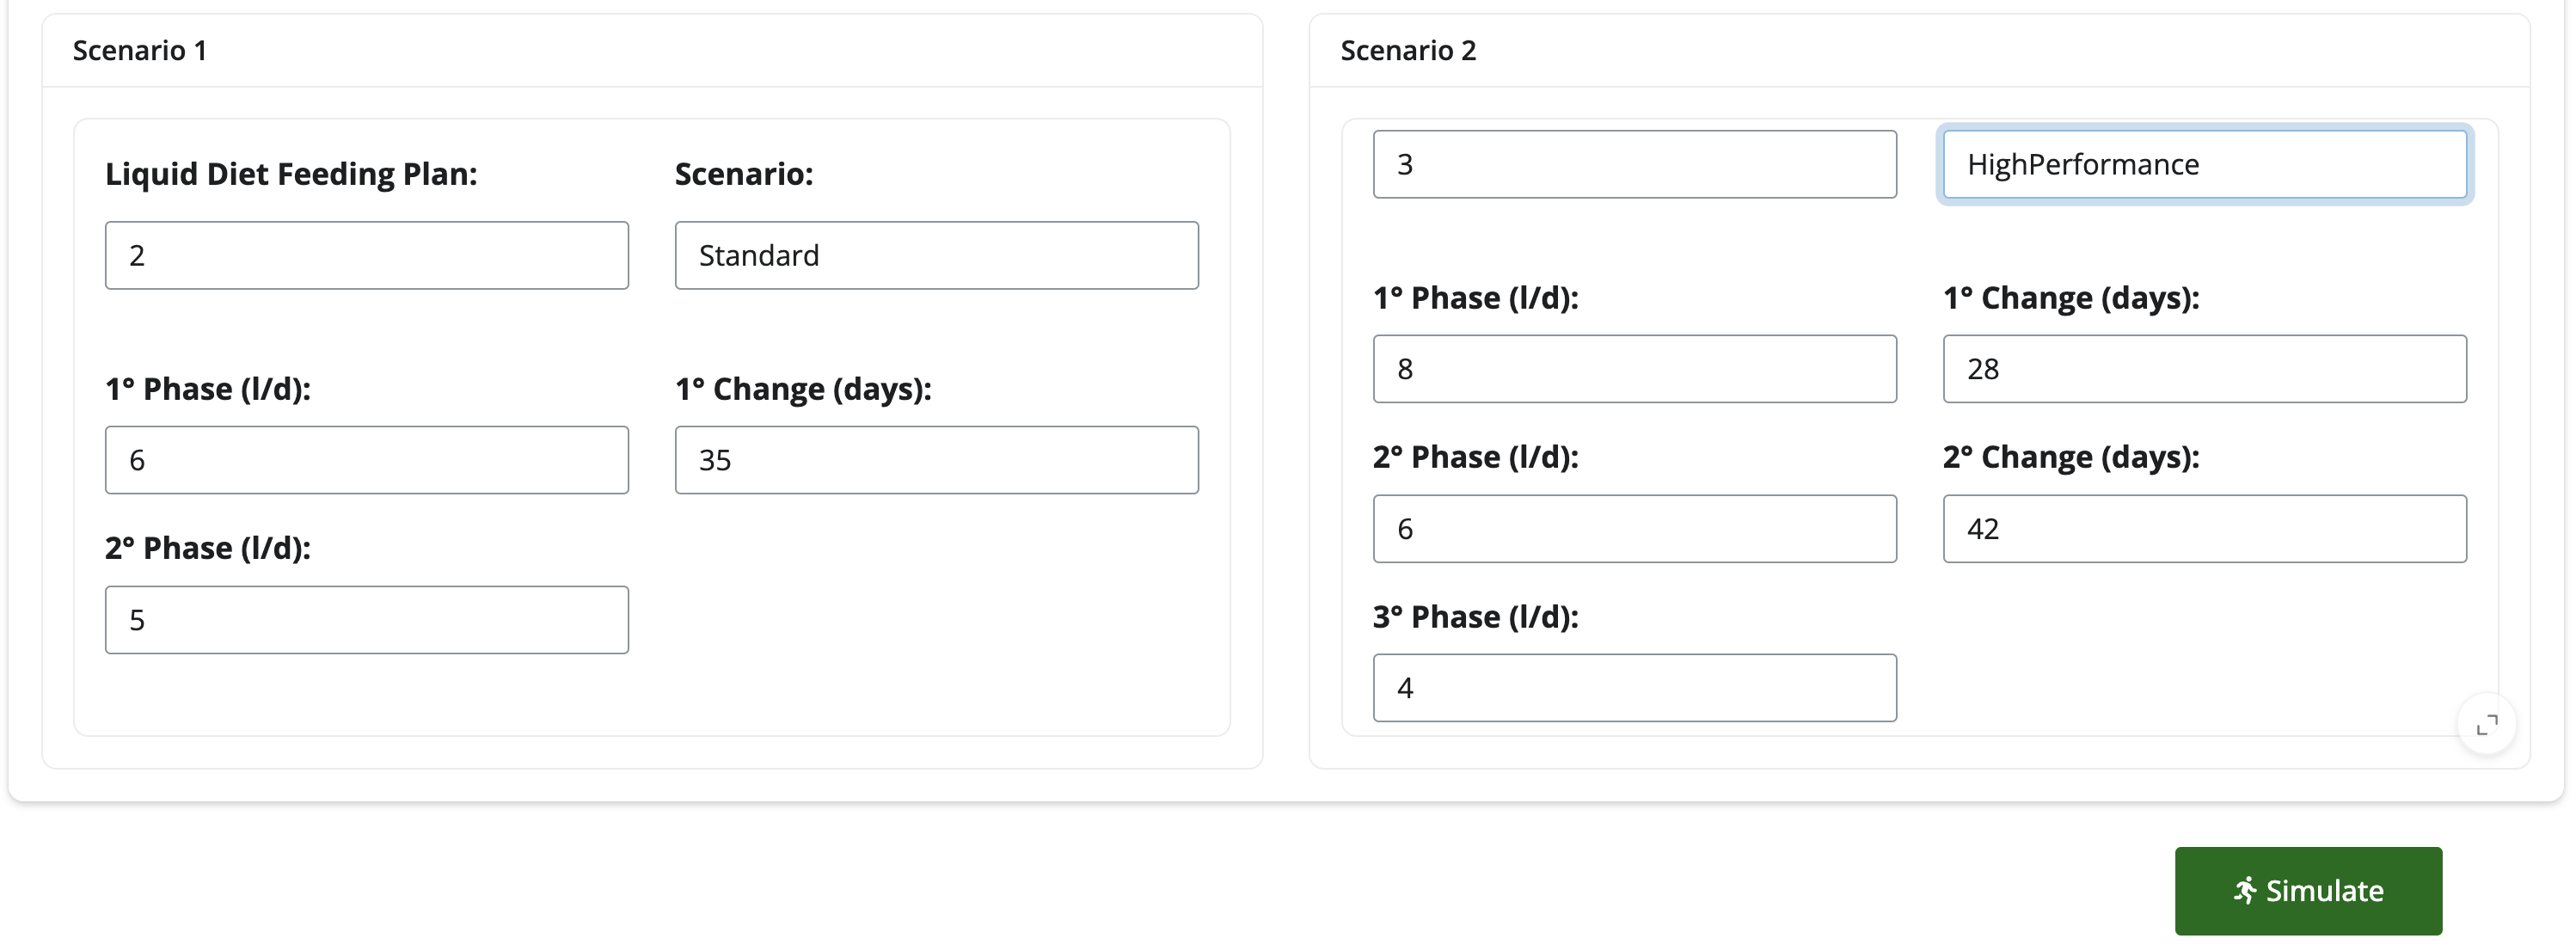 Scenario 1
Liquid Diet Feeding Plan: Scenario:
2 Standard
1° Phase (l/d): 1° Change (days):
6 35
2° Phase (l/d):
5
Scenario 2
3 HighPerformance
1° Phase (l/d): 1° Change (days):
8 28
2° Phase (l/d): 2° Change (days):
6 42
3° Phase (l/d):
4
Simulate